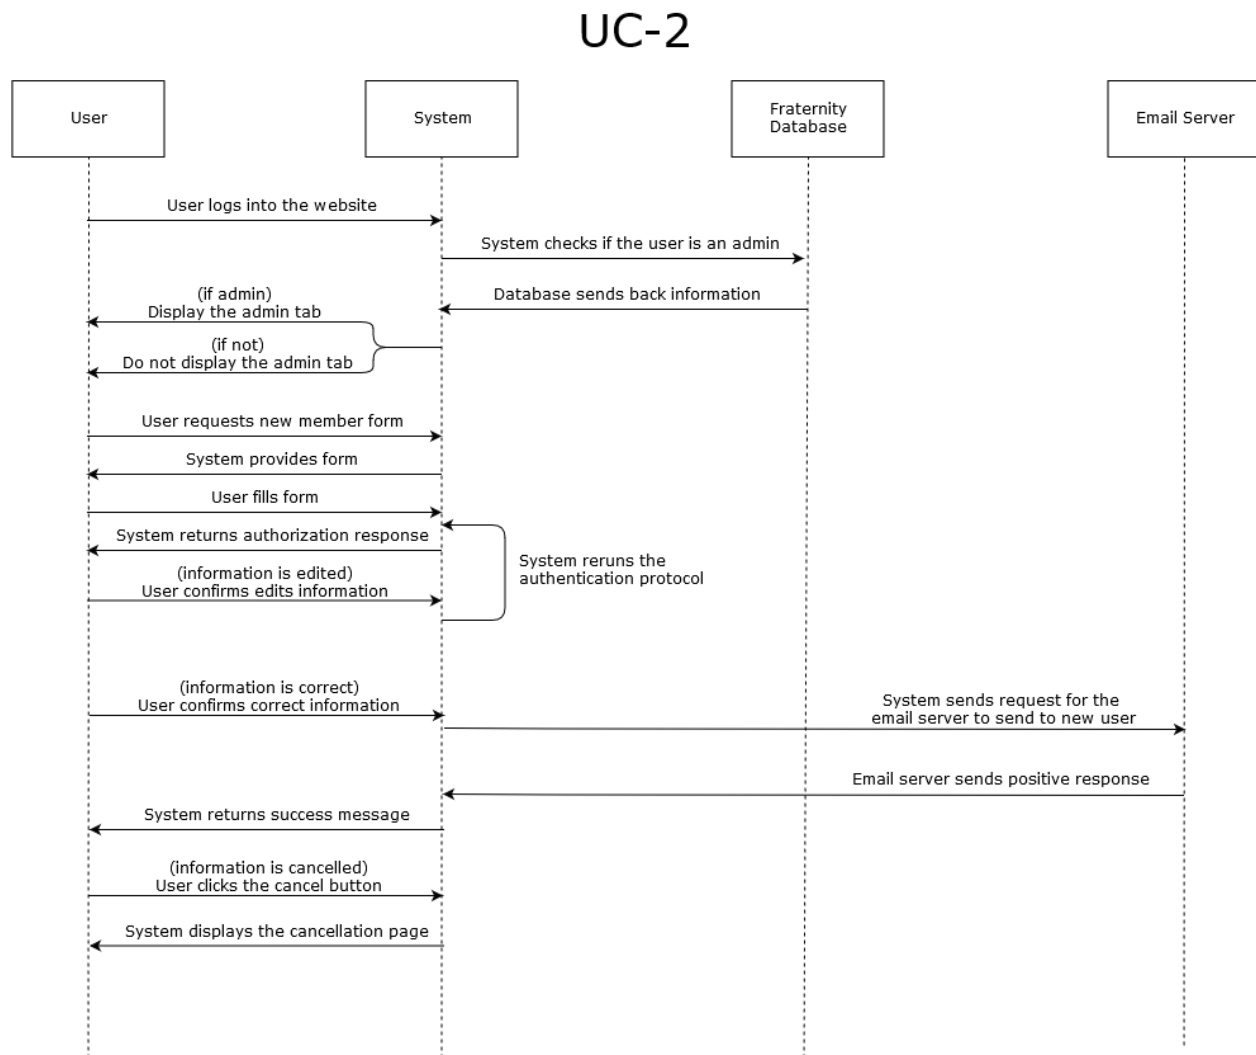 UC-2
User
System
Fraternity
Database
Email Server
User logs into the website
System checks if the user is an admin
Database sends back information
(if admin)
Display the admin tab
(if not)
Do not display the admin tab
User requests new member form
System provides form
User fills form
System returns authorization response
System reruns the
authentication protocol
(information is edited)
User confirms edits information
(information is correct)
User confirms correct information
System sends request for the
email server to send to new user
Email server sends positive response
System returns success message
(information is cancelled)
User clicks the cancel button
System displays the cancellation page